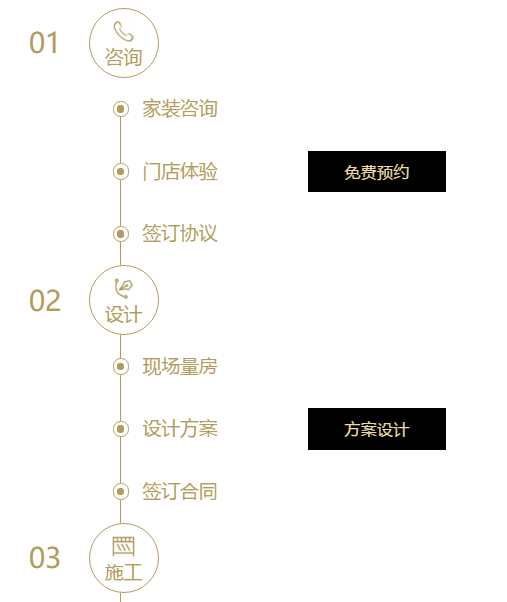 01
咨询
家装咨询
门店体验
免费预约
签订协议
02
设计
现场量房
设计方案
方案设计
签订合同
03
施工